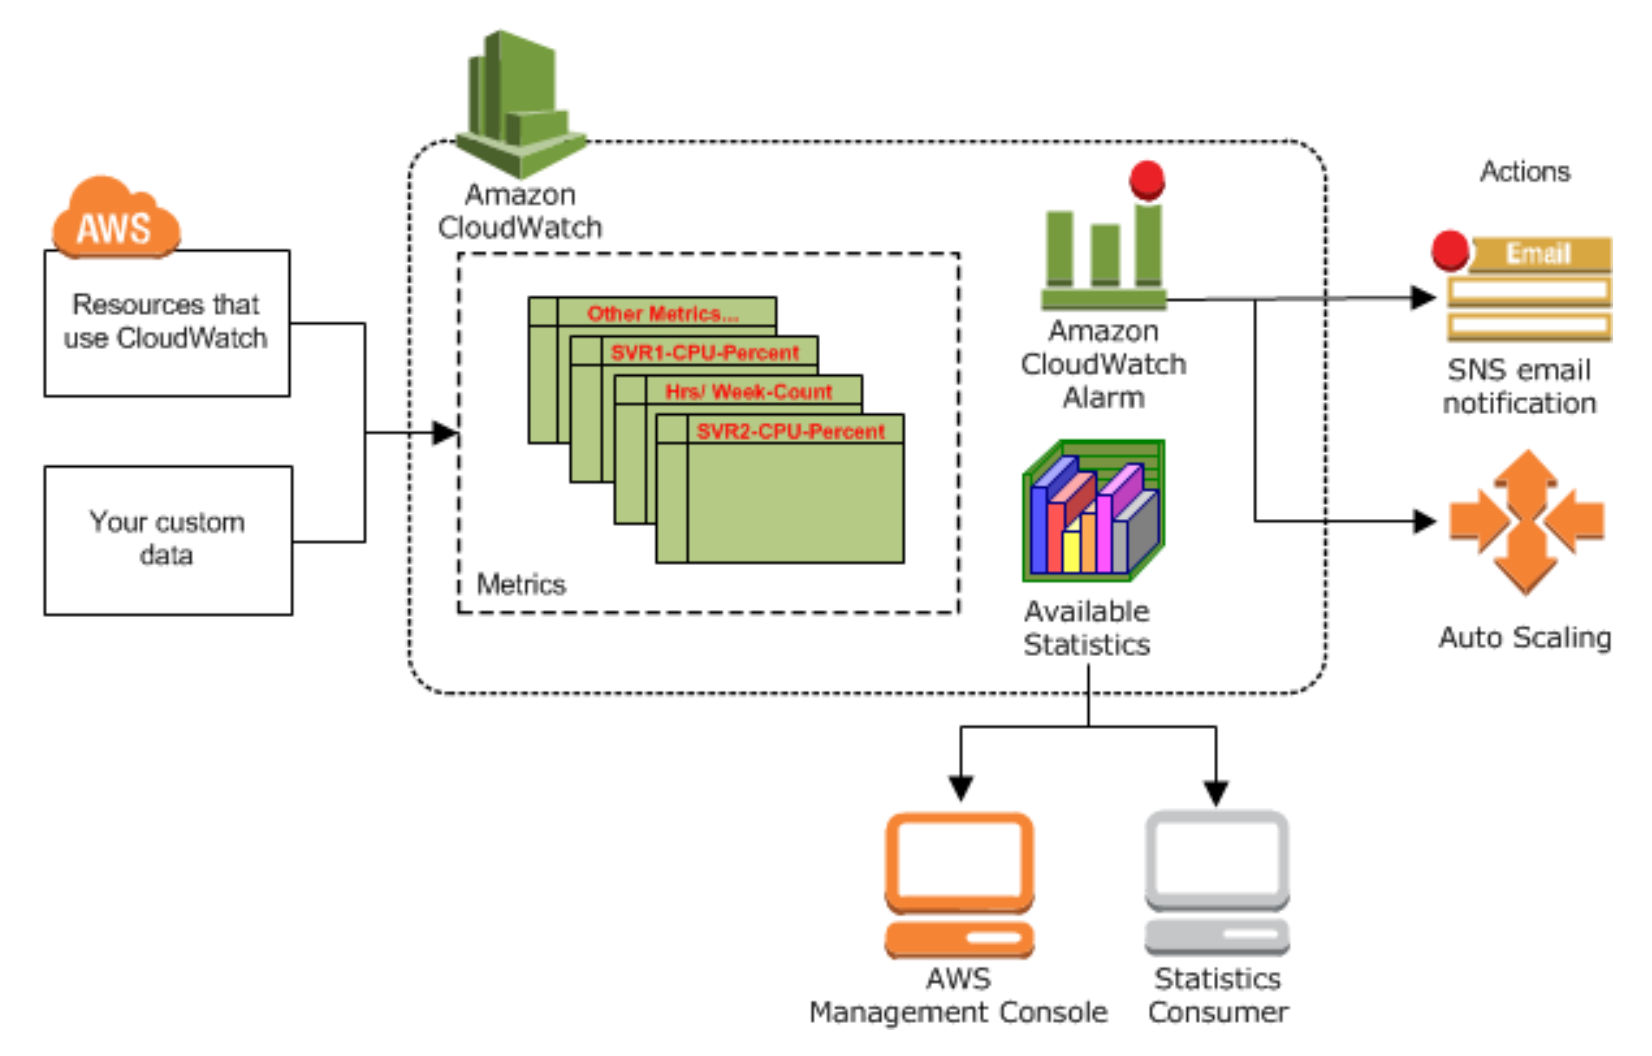 Amazon
CloudWatch
Actions
AWS
Resources that
use CloudWatch
Your custom
data
Other Metrics...
SVR1-CPU-Percent
Hrs/ Week-Count
SVR2-CPU-Percent
Metrics
Amazon
CloudWatch
Alarm
Available
Statistics
Email
SNS email
notification
Auto Scaling
AWS
Management Console
Statistics
Consumer